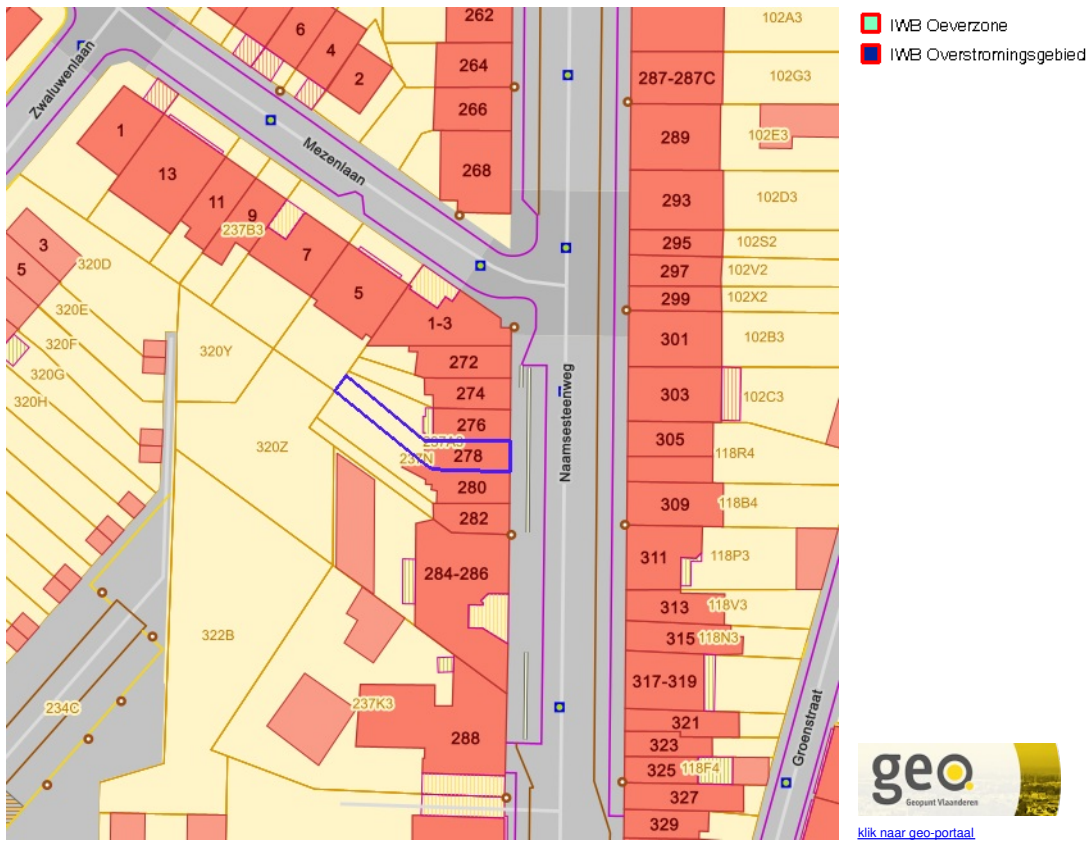 IWB Oeverzone
IWB Overstromingsgebied
262
102A3
6
4
2
264
287-287C
102G3
Zwaluwenlaan
266
1
289
102E3
Mezenlaan
268
13
293
102D3
11
9
237B3
3
295
102S2
7
5
320D
297
102V2
5
299
102X2
320E
1-3
301
102B3
320F
320Y
272
320G
274
303
102C3
320H
Naamsesteenweg
276
305
237A3
320Z
237N
278
118R4
280
309
118B4
282
311
118P3
284-286
313
118V3
322B
315
118N3
317-319
234C
237K3
321
Groenstraat
288
323
325
118F4
327
329
geo
Geopunt Vlaanderen
klik naar geo-portaal